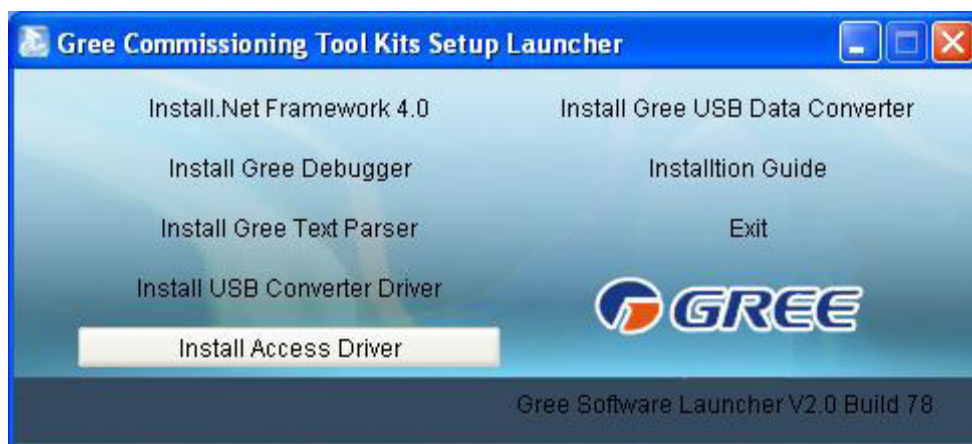 Gree Commissioning Tool Kits Setup Launcher
Install.Net Framework 4.0
Install Gree USB Data Converter
Install Gree Debugger
Installtion Guide
Install Gree Text Parser
Exit
Install USB Converter Driver
GREE
Install Access Driver
Gree Software Launcher V2.0 Build 78